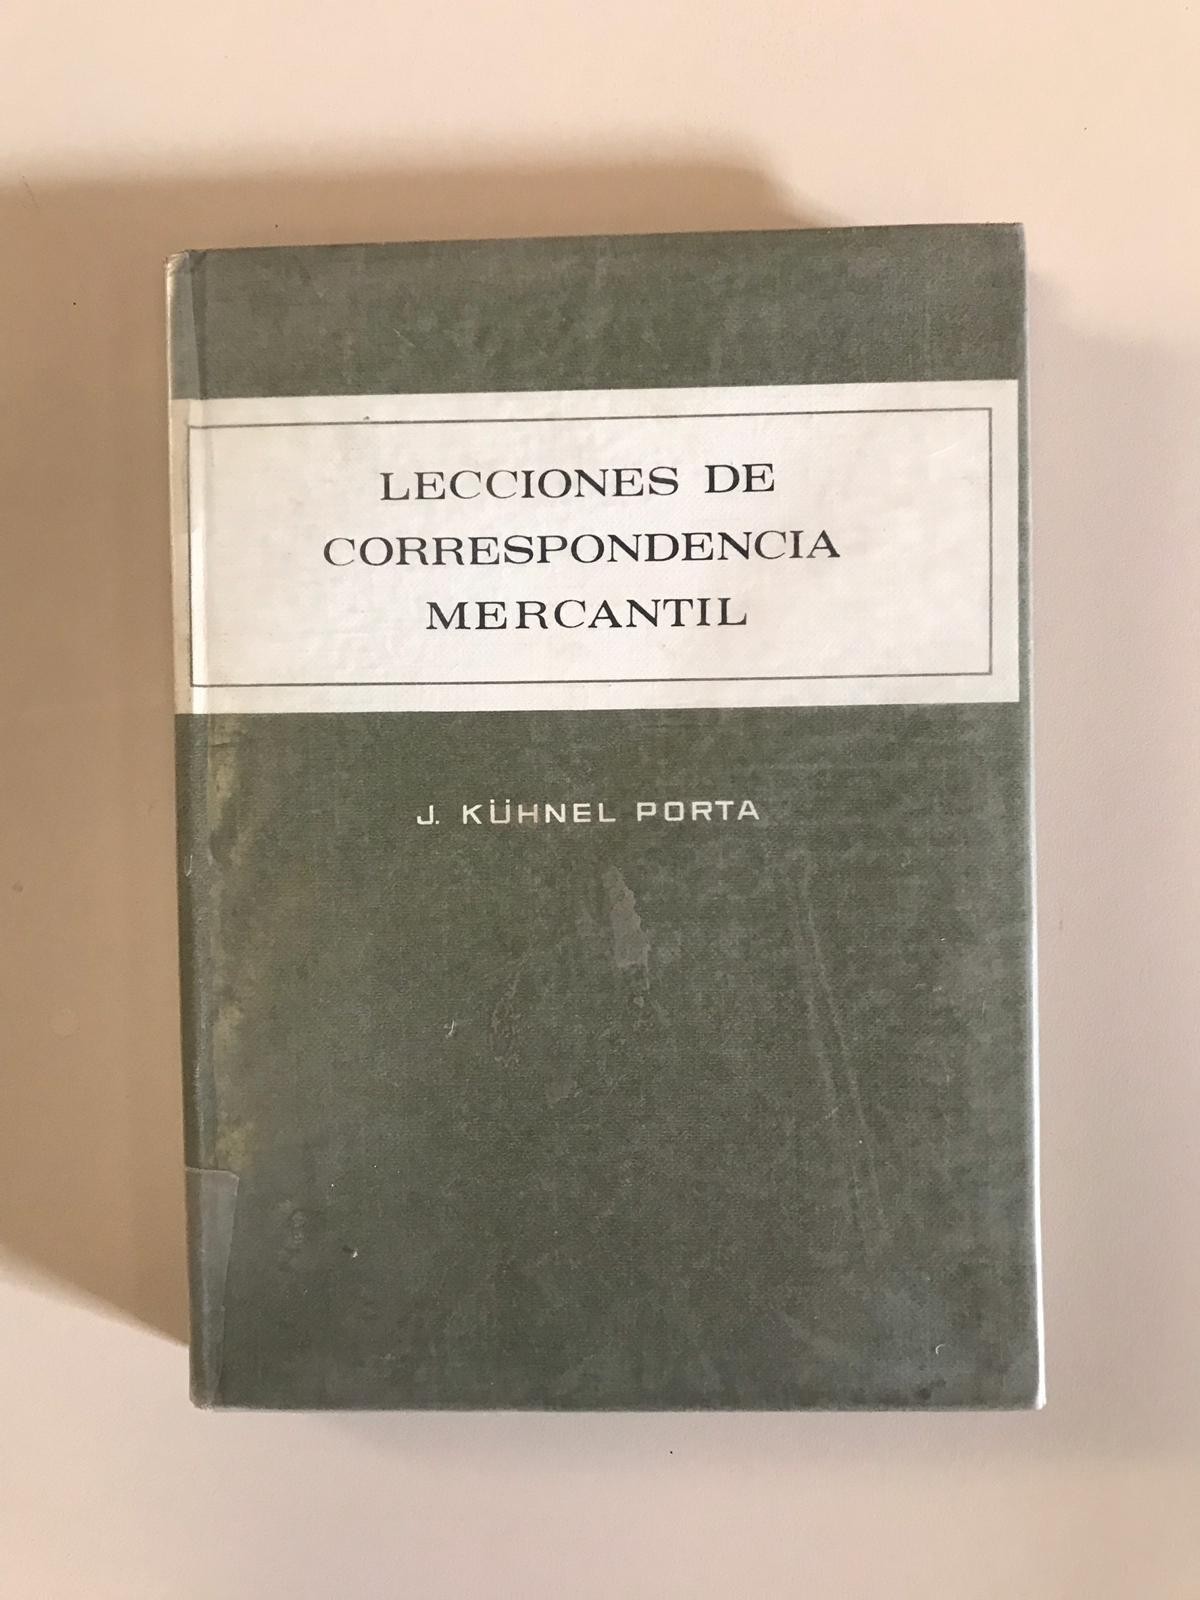 LECCIONES DE
CORRESPONDENCIA
MERCANTIL
J. KÜHNEL PORTA